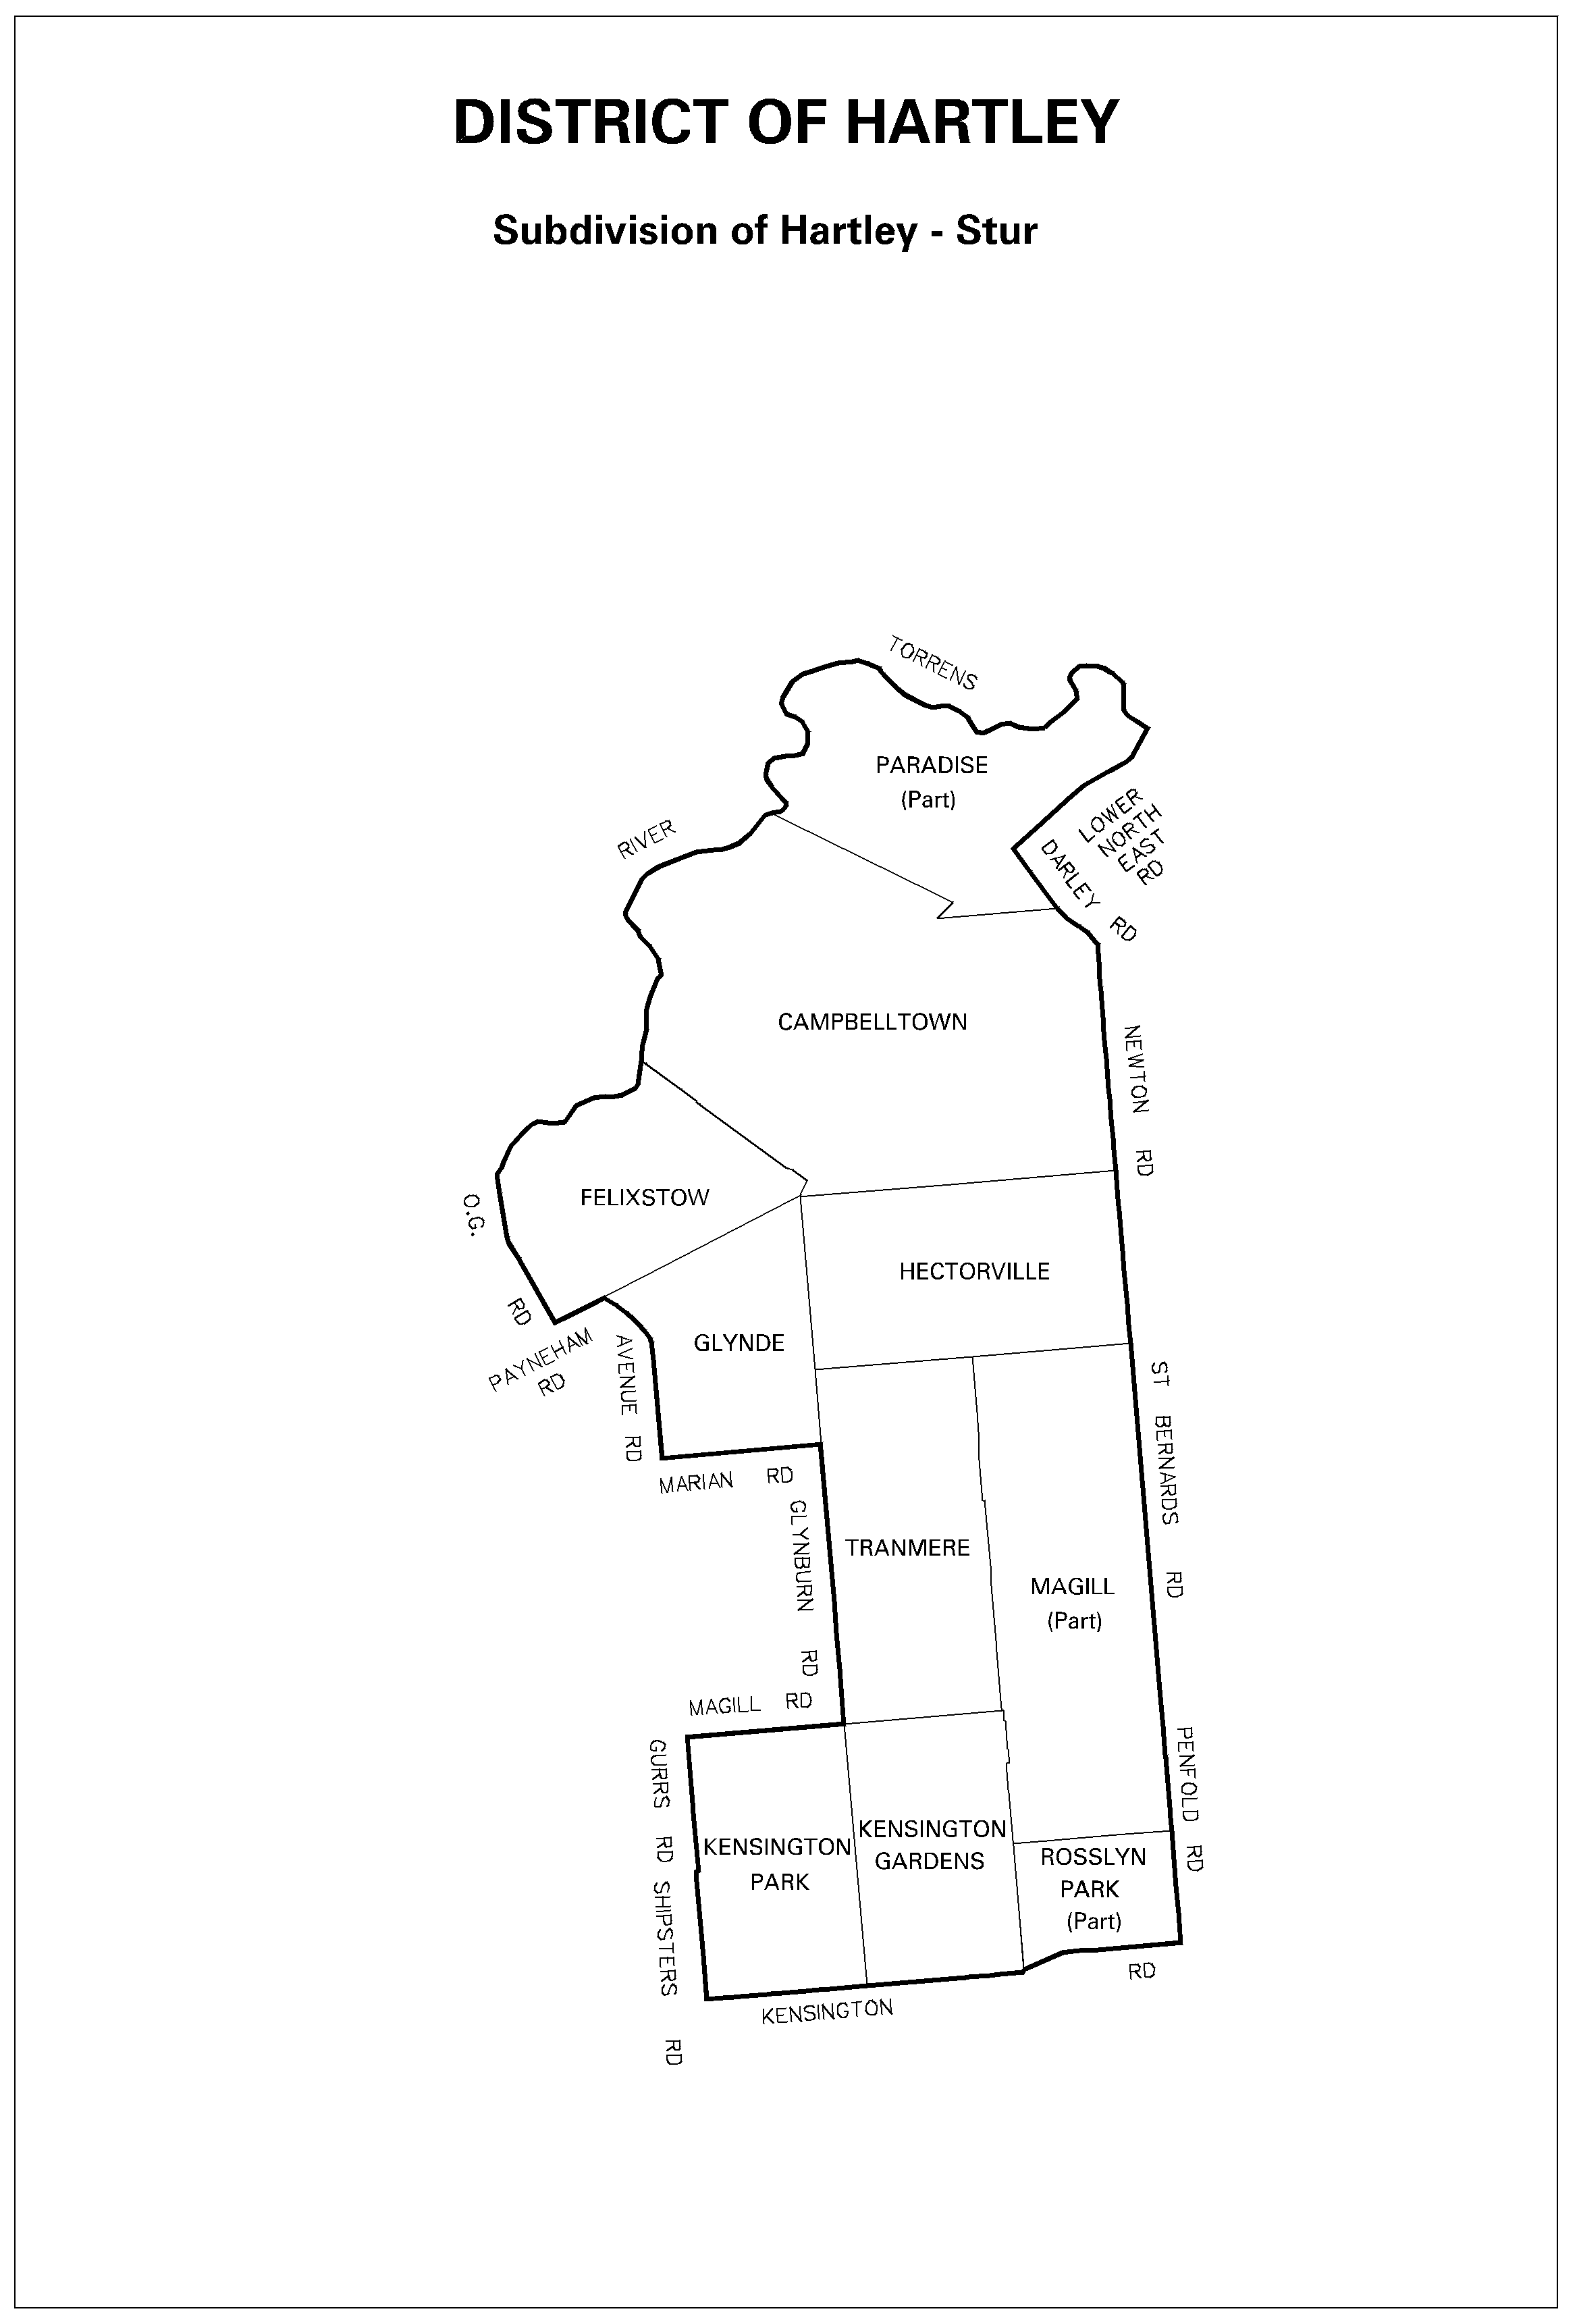 DISTRICT OF HARTLEY
Subdivision of Hartley - Stur
TORRENS
RIVER
PARADISE
(Part)
LOWER
NORTH
EAST
RD
DARLEY RD
CAMPBELLTOWN
NEWTON RD
FELIXSTOW
O.G. RD
HECTORVILLE
GLYNDE
PAYNEHAM
RD
AVENUE RD
MARIAN RD
ST BERNARDS RD
GLYNBURN RD
TRANMERE
MAGILL
(Part)
MAGILL RD
GURRS RD
PENFOLD RD
KENSINGTON
PARK
KENSINGTON
GARDENS
ROSSLYN
PARK
(Part)
SHIPSTERS RD
KENSINGTON RD